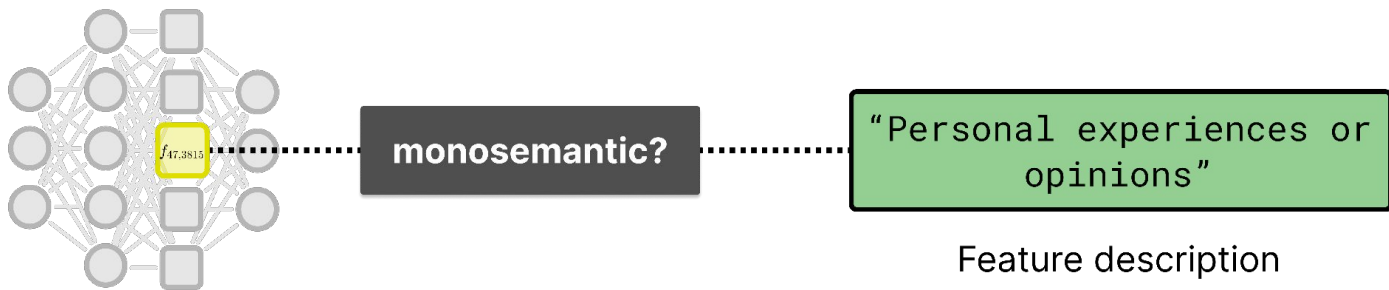 f47,3815
monosemantic?
“Personal experiences or
opinions”
Feature description